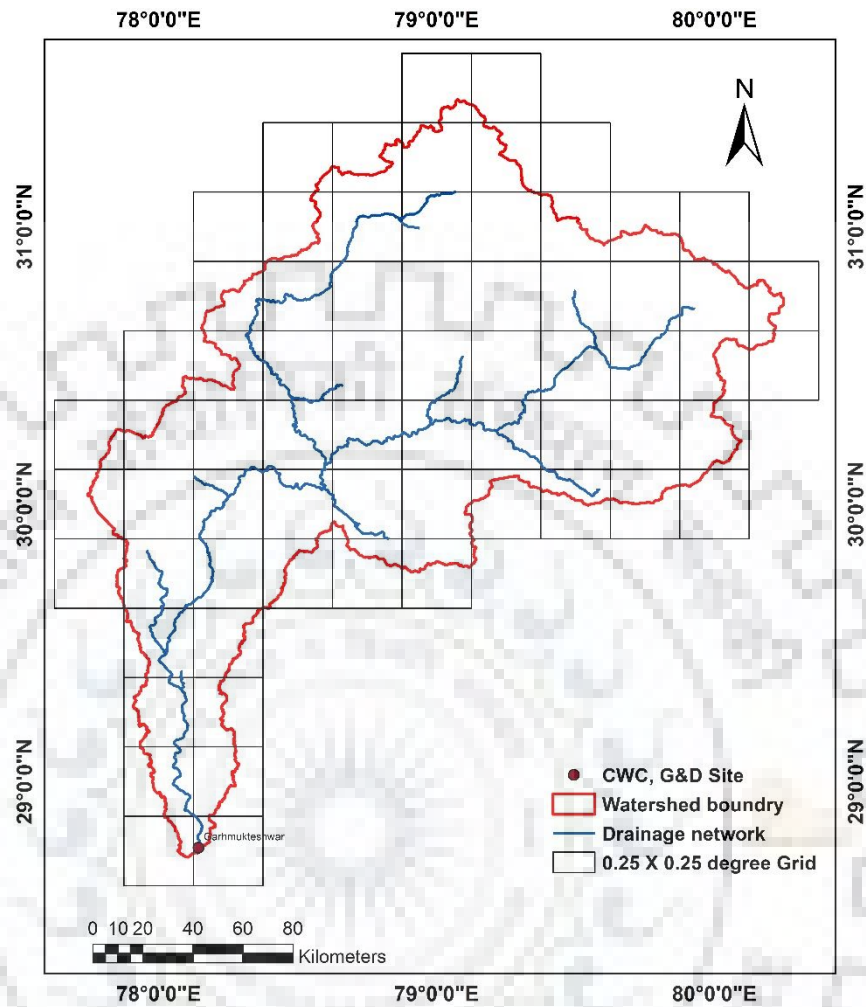 78°0'0"E 79°0'0"E 80°0'0"E
N
31°0'0"N 31°0'0"N
30°0'0"N 30°0'0"N
29°0'0"N 29°0'0"N
CWC, G&D Site
Watershed boundry
Drainage network
0.25 X 0.25 degree Grid
Garhmukteshwar
0 10 20 40 60 80
Kilometers
78°0'0"E 79°0'0"E 80°0'0"E